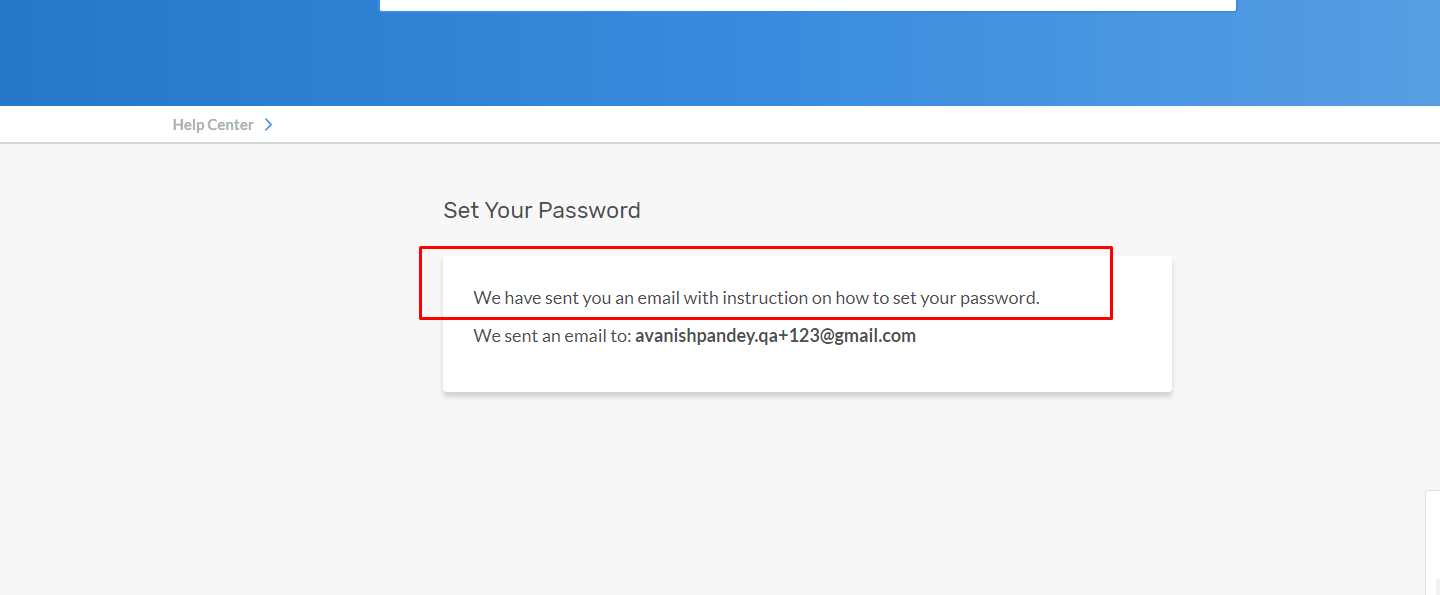 Help Center
Set Your Password
We have sent you an email with instruction on how to set your password.
We sent an email to: avanishpandey.qa+123@gmail.com